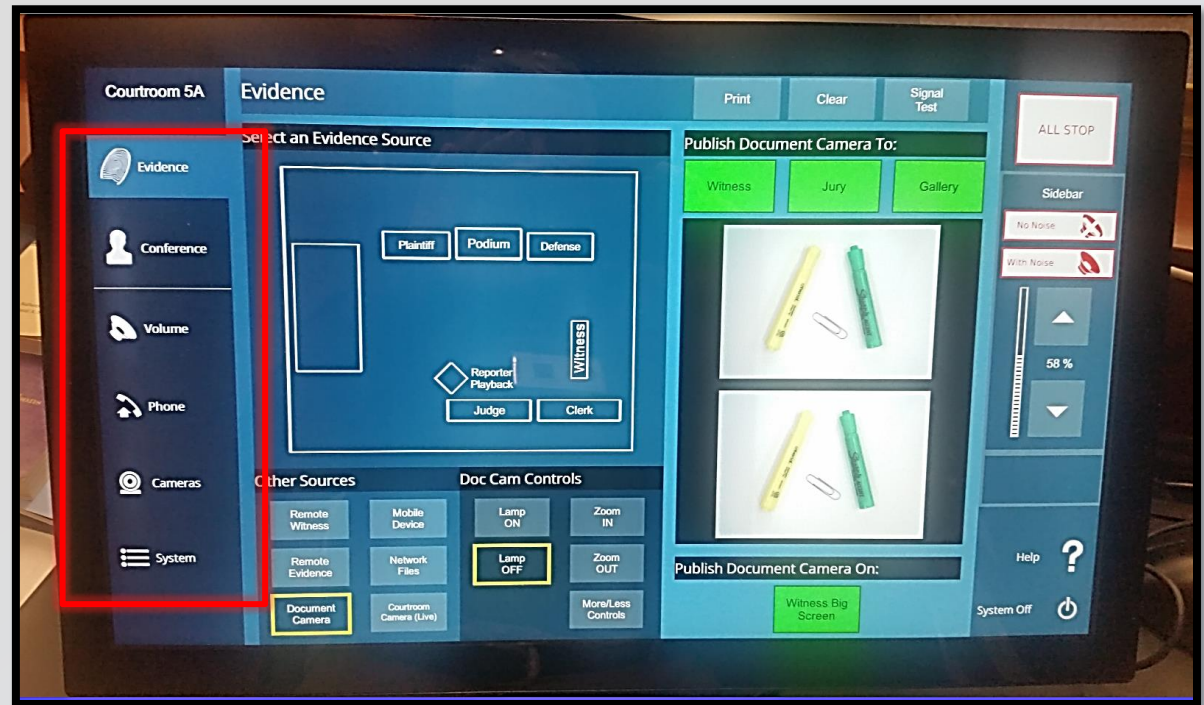 Courtroom 5A
Evidence
Conference
Volume
Phone
Cameras
System
Evidence
Print
Clear
Signal
Test
Select an Evidence Source
Plaintiff
Podium
Defense
Witness
Reporter
Playback
Judge
Clerk
Other Sources
Remote
Witness
Mobile
Device
Remote
Evidence
Network
Files
Document
Camera
Courtroom
Camera (Live)
Doc Cam Controls
Lamp
ON
Zoom
IN
Lamp
OFF
Zoom
OUT
More/Less
Controls
Publish Document Camera To:
Witness
Jury
Gallery
Publish Document Camera On:
Witness Big
Screen
ALL STOP
Sidebar
No Noise
With Noise
58 %
Help
?
System Off